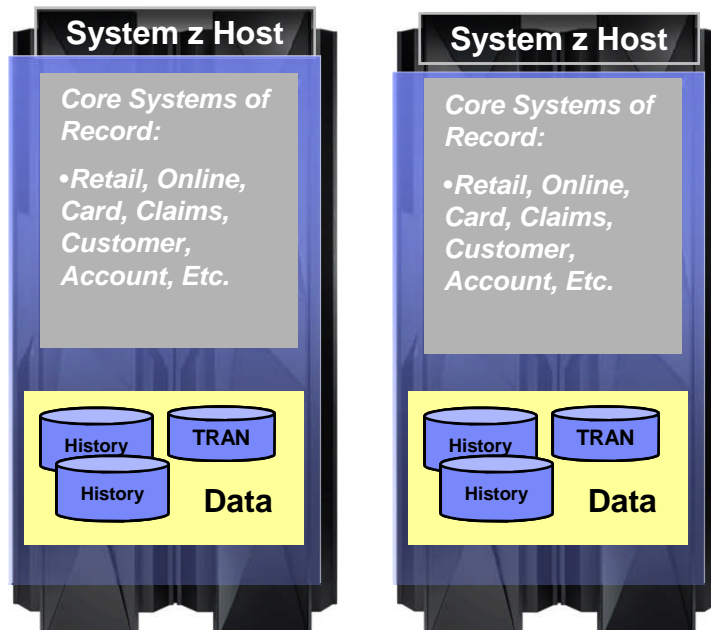 System z Host
Core Systems of
Record:
•Retail, Online,
Card, Claims,
Customer,
Account, Etc.
History
TRAN
History
Data
System z Host
Core Systems of
Record:
•Retail, Online,
Card, Claims,
Customer,
Account, Etc.
History
TRAN
History
Data